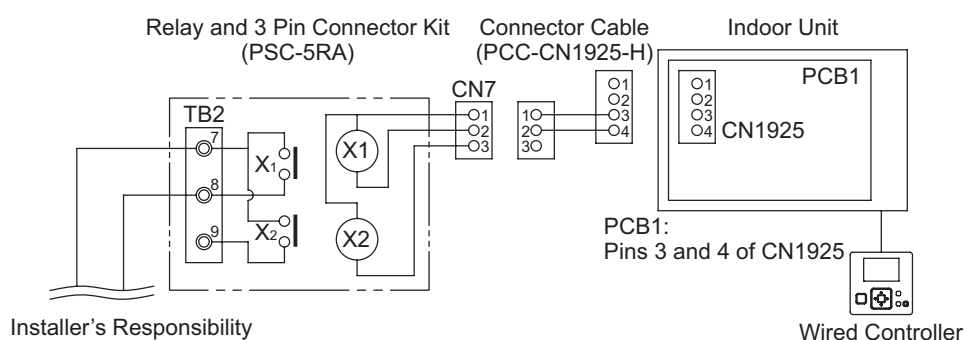 Relay and 3 Pin Connector Kit
(PSC-5RA)
Connector Cable
(PCC-CN1925-H)
Indoor Unit
PCB1
CN7
TB2
7
8
9
X1
X2
X1
X2
1
2
3
1
2
3
1
2
3
4
1
2
3
4
CN1925
PCB1:
Pins 3 and 4 of CN1925
Installer's Responsibility
Wired Controller